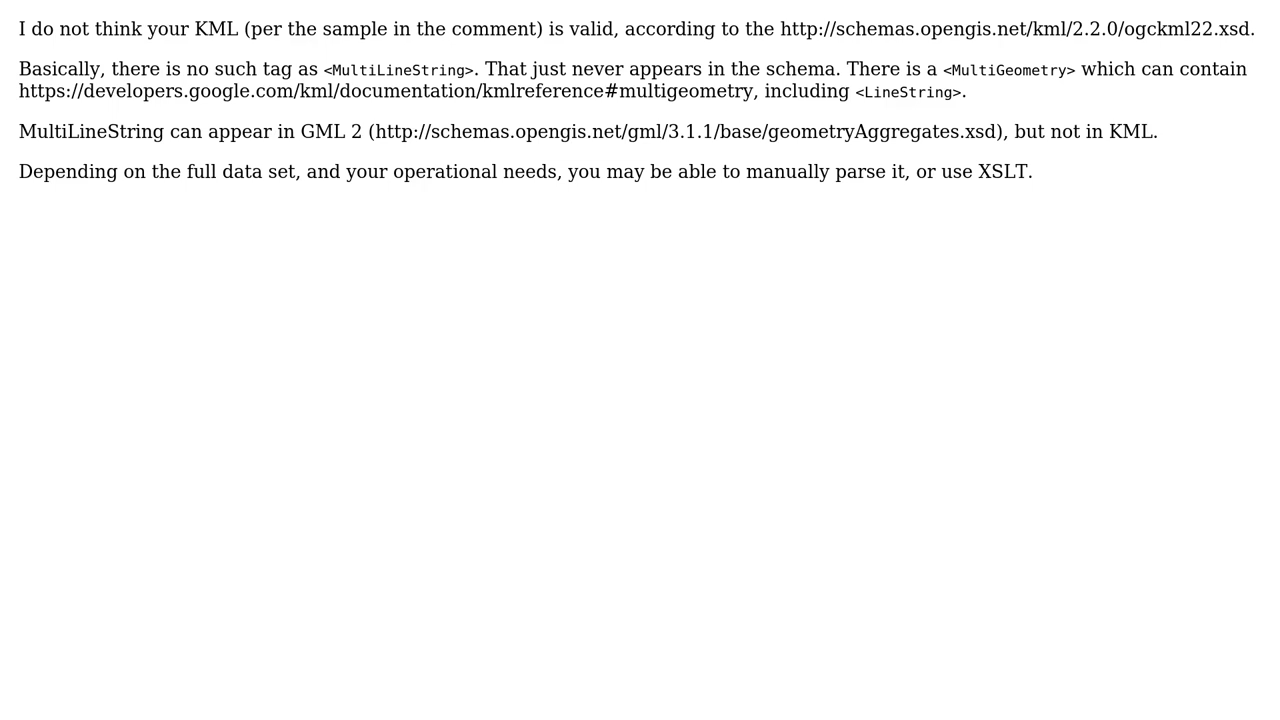 I do not think your KML (per the sample in the comment) is valid, according to the http://schemas.opengis.net/kml/2.2.0/ogckml22.xsd.
Basically, there is no such tag as <MultiLineString>. That just never appears in the schema. There is a <MultiGeometry> which can contain
https://developers.google.com/kml/documentation/kmlreference#multigeometry, including <LineString>.
MultiLineString can appear in GML 2 (http://schemas.opengis.net/gml/3.1.1/base/geometryAggregates.xsd), but not in KML.
Depending on the full data set, and your operational needs, you may be able to manually parse it, or use XSLT.